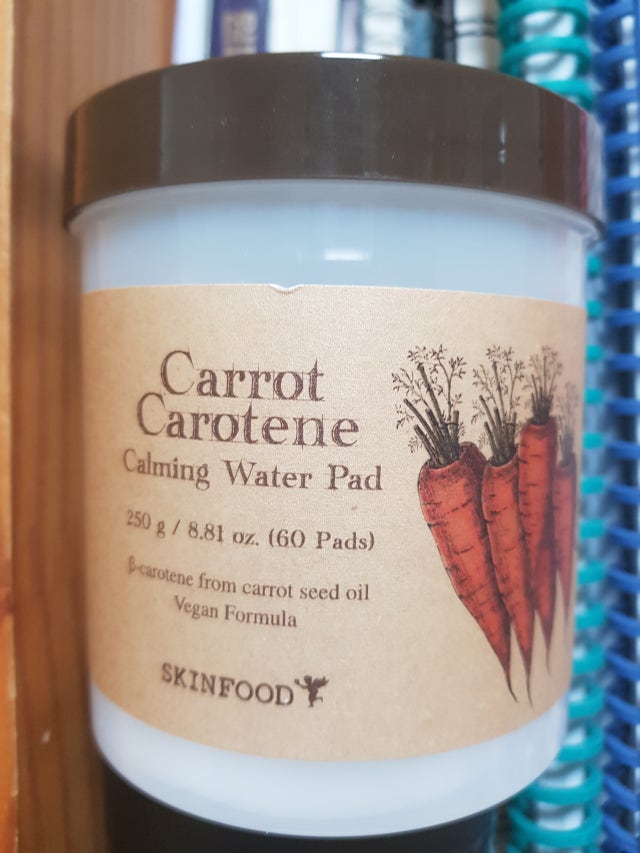 Carrot
Carotene
Calming Water Pad
250 g / 8.81 oz. (60 Pads)
β-carotene from carrot seed oil
Vegan Formula
SKINFOOD